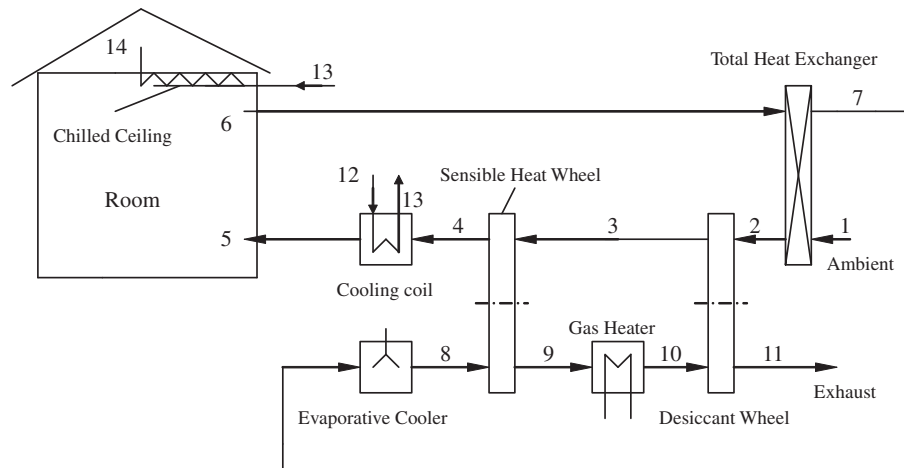 14
13
Total Heat Exchanger
Chilled Ceiling
6
7
Room
12
13
Sensible Heat Wheel
5
4
3
2
1
Ambient
Cooling coil
Gas Heater
8
9
10
11
Evaporative Cooler
Desiccant Wheel
Exhaust